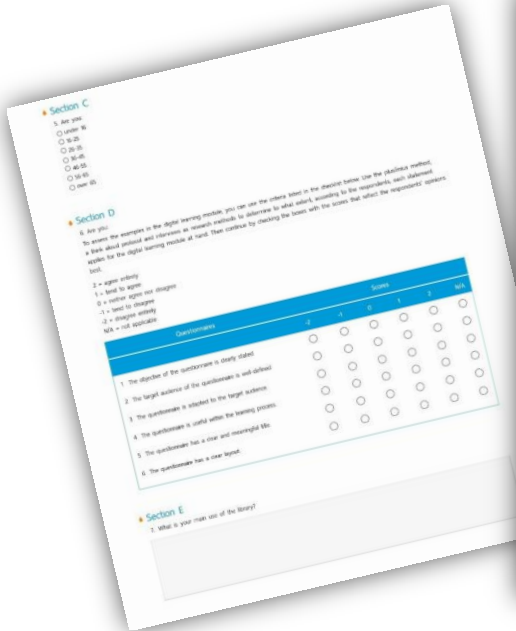 Section C
5. Are you:
under 16
16-25
26-35
36-45
46-55
56-65
over 65
Section D
6. Are you:
To assess the examples in the digital learning module, you can use the criteria listed in the checklist below. Use the plus/minus method,
a think aloud protocol and interviews as research methods to determine to what extent, according to the respondents, each statement
applies for the digital learning module at hand. Then continue by checking the boxes with the scores that reflect the respondents' opinions
best.
2 = agree entirely
1 = tend to agree
0 = neither agree nor disagree
-1 = tend to disagree
-2 = disagree entirely
N/A = not applicable
Questionnaires
Scores
-2 -1 0 1 2 N/A
1 The objective of the questionnaire is clearly stated
2 The target audience of the questionnaire is well-defined
3 The questionnaire is adapted to the target audience
4 The questionnaire is useful within the learning process.
5 The questionnaire has a clear and meaningful title
6 The questionnaire has a clear layout
Section E
7. What is your main use of the library?